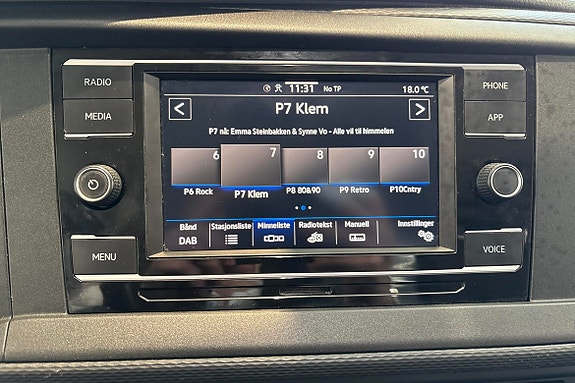 RADIO
MEDIA
MENU
PHONE
APP
VOICE
11:31 No TP 18.0°C
P7 Klem
P7 nå: Emma Steinbakken & Synne Vo - Alle vil til himmelen
6 7 8 9 10
P6 Rock P7 Klem P8 80&90 P9 Retro P10Cntry
Bånd Stasjonsliste Minneliste Radiotekst Manuell Innstillinger
DAB